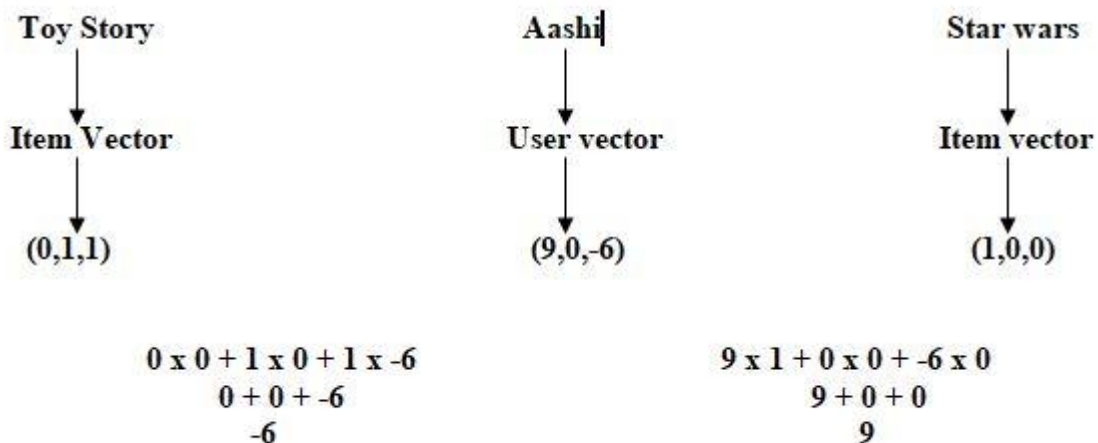 Toy Story Aashi Star wars
Item Vector User vector Item vector
(0,1,1) (9,0,-6) (1,0,0)
0 x 0 + 1 x 0 + 1 x -6 9 x 1 + 0 x 0 + -6 x 0
0 + 0 + -6 9 + 0 + 0
-6 9